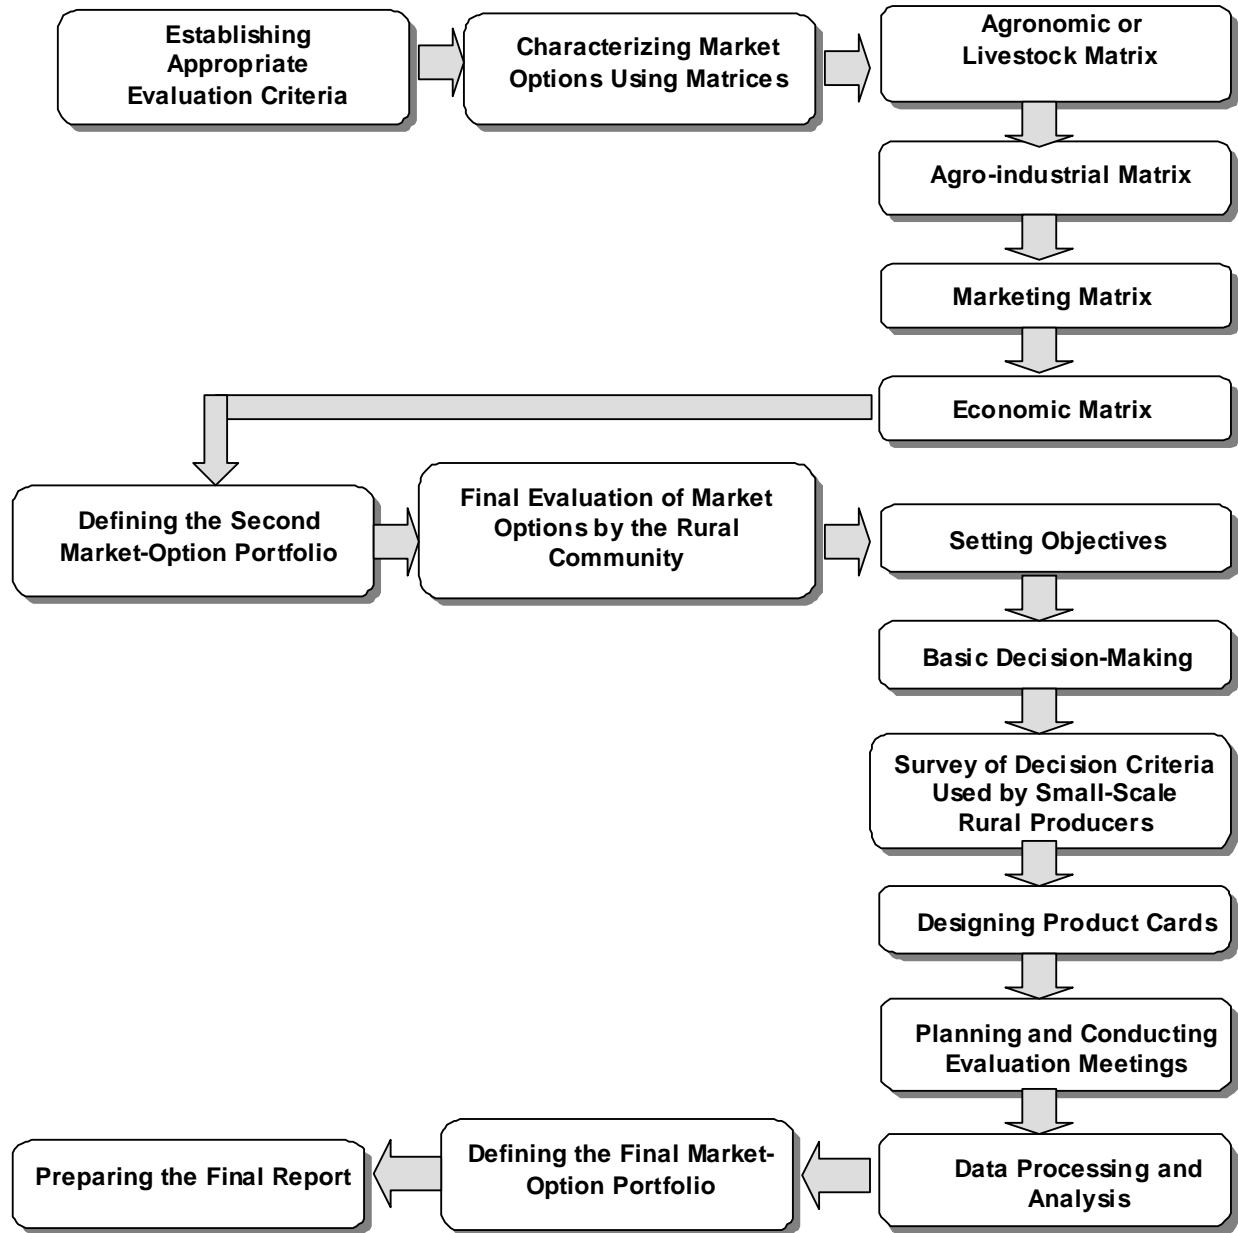 Establishing
Appropriate
Evaluation Criteria
Characterizing Market
Options Using Matrices
Agronomic or
Livestock Matrix
Agro-industrial Matrix
Marketing Matrix
Economic Matrix
Defining the Second
Market-Option Portfolio
Final Evaluation of Market
Options by the Rural
Community
Setting Objectives
Basic Decision-Making
Survey of Decision Criteria
Used by Small-Scale
Rural Producers
Designing Product Cards
Planning and Conducting
Evaluation Meetings
Data Processing and
Analysis
Defining the Final Market-
Option Portfolio
Preparing the Final Report